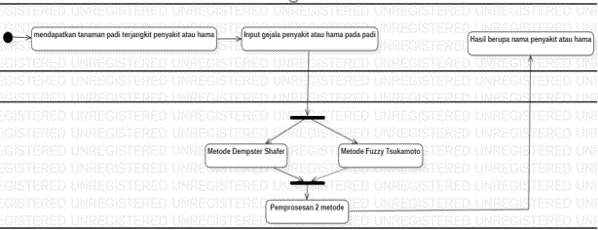 mendapatkan tanaman padi terjangkit penyakit atau hama
Input gejala penyakit atau hama pada padi
Hasil berupa nama penyakit atau hama
Metode Dempster Shafer
Metode Fuzzy Tsukamoto
Pemprosesan 2 metode
UNREGISTERED